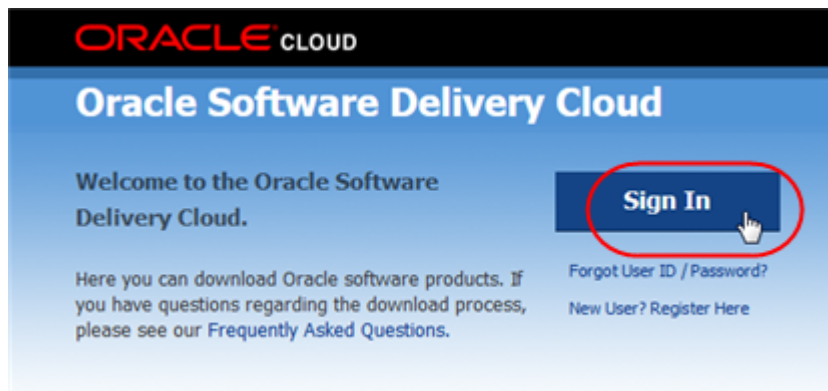 ORACLE CLOUD
Oracle Software Delivery Cloud
Welcome to the Oracle Software
Delivery Cloud.
Here you can download Oracle software products. If
you have questions regarding the download process,
please see our Frequently Asked Questions.
Sign In
Forgot User ID / Password?
New User? Register Here